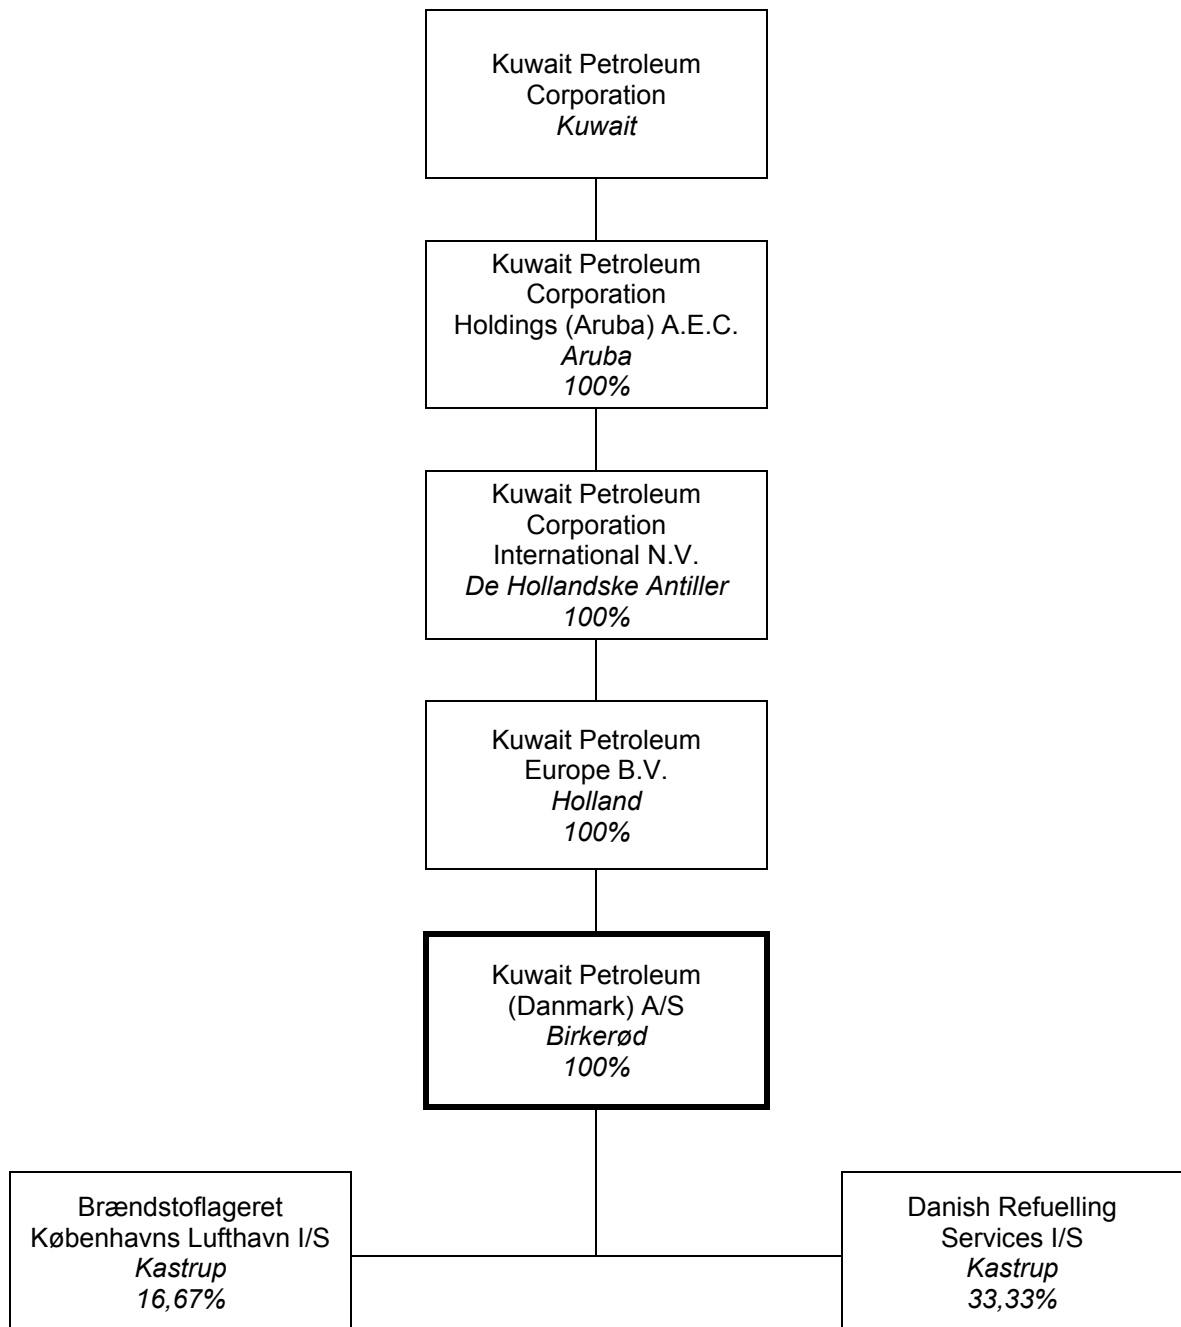 Kuwait Petroleum
Corporation
Kuwait
Kuwait Petroleum
Corporation
Holdings (Aruba) A.E.C.
Aruba
100%
Kuwait Petroleum
Corporation
International N.V.
De Hollandske Antiller
100%
Kuwait Petroleum
Europe B.V.
Holland
100%
Kuwait Petroleum
(Danmark) A/S
Birkerød
100%
Brændstoflageret
Københavns Lufthavn I/S
Kastrup
16,67%
Danish Refuelling
Services I/S
Kastrup
33,33%